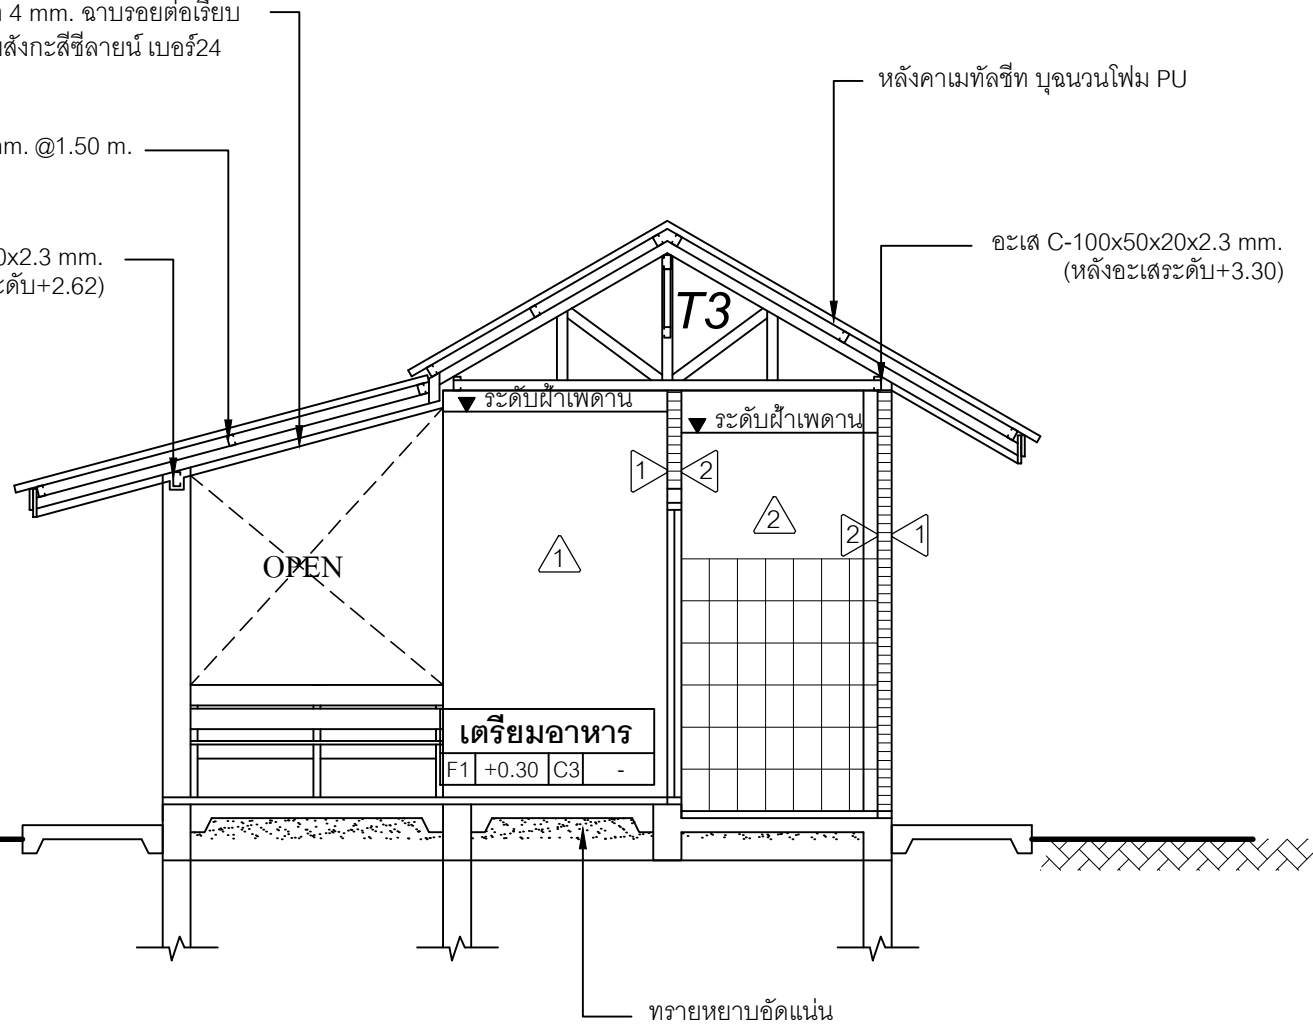 4 mm. ฉาบรอยต่อเรียบ
สังกะสีซีลายน์ เบอร์24
หลังคาเมทัลชีท บุฉนวนโฟม PU
mm. @1.50 m.
อะเส C-100x50x20x2.3 mm.
(หลังอะเสระดับ+3.30)
0x2.3 mm.
ระดับ+2.62)
T3
ระดับฝ้าเพดาน
ระดับฝ้าเพดาน
1 2
2
2 1
1
OPEN
เตรียมอาหาร
F1 +0.30 C3 -
ทรายหยาบอัดแน่น